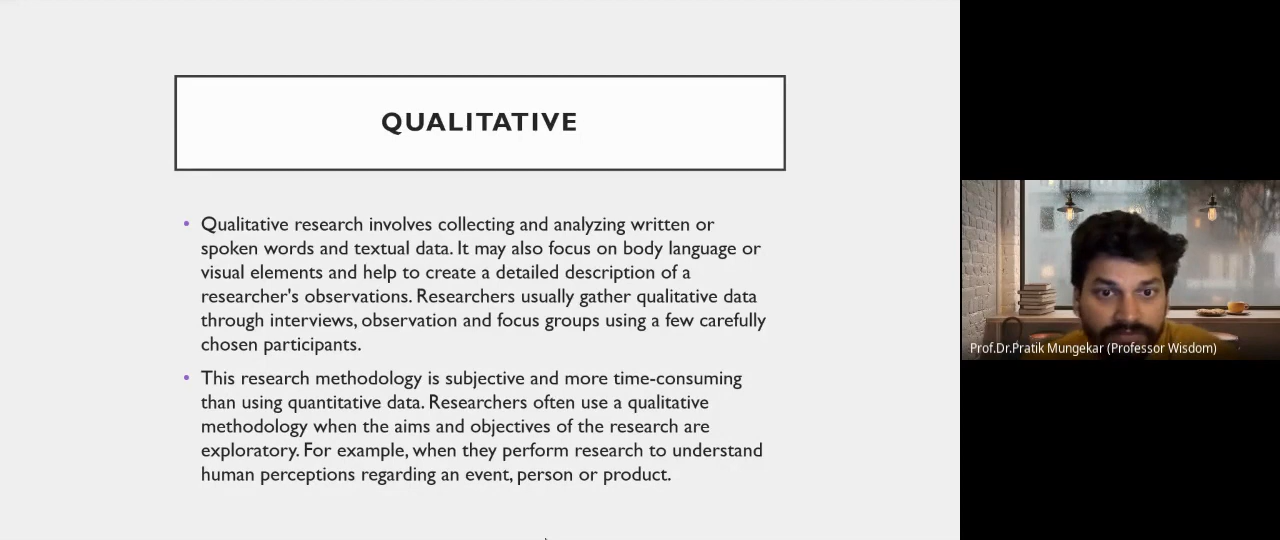 QUALITATIVE
• Qualitative research involves collecting and analyzing written or
spoken words and textual data. It may also focus on body language or
visual elements and help to create a detailed description of a
researcher's observations. Researchers usually gather qualitative data
through interviews, observation and focus groups using a few carefully
chosen participants.
• This research methodology is subjective and more time-consuming
than using quantitative data. Researchers often use a qualitative
methodology when the aims and objectives of the research are
exploratory. For example, when they perform research to understand
human perceptions regarding an event, person or product.
Prof.Dr.Pratik Mungekar (Professor Wisdom)